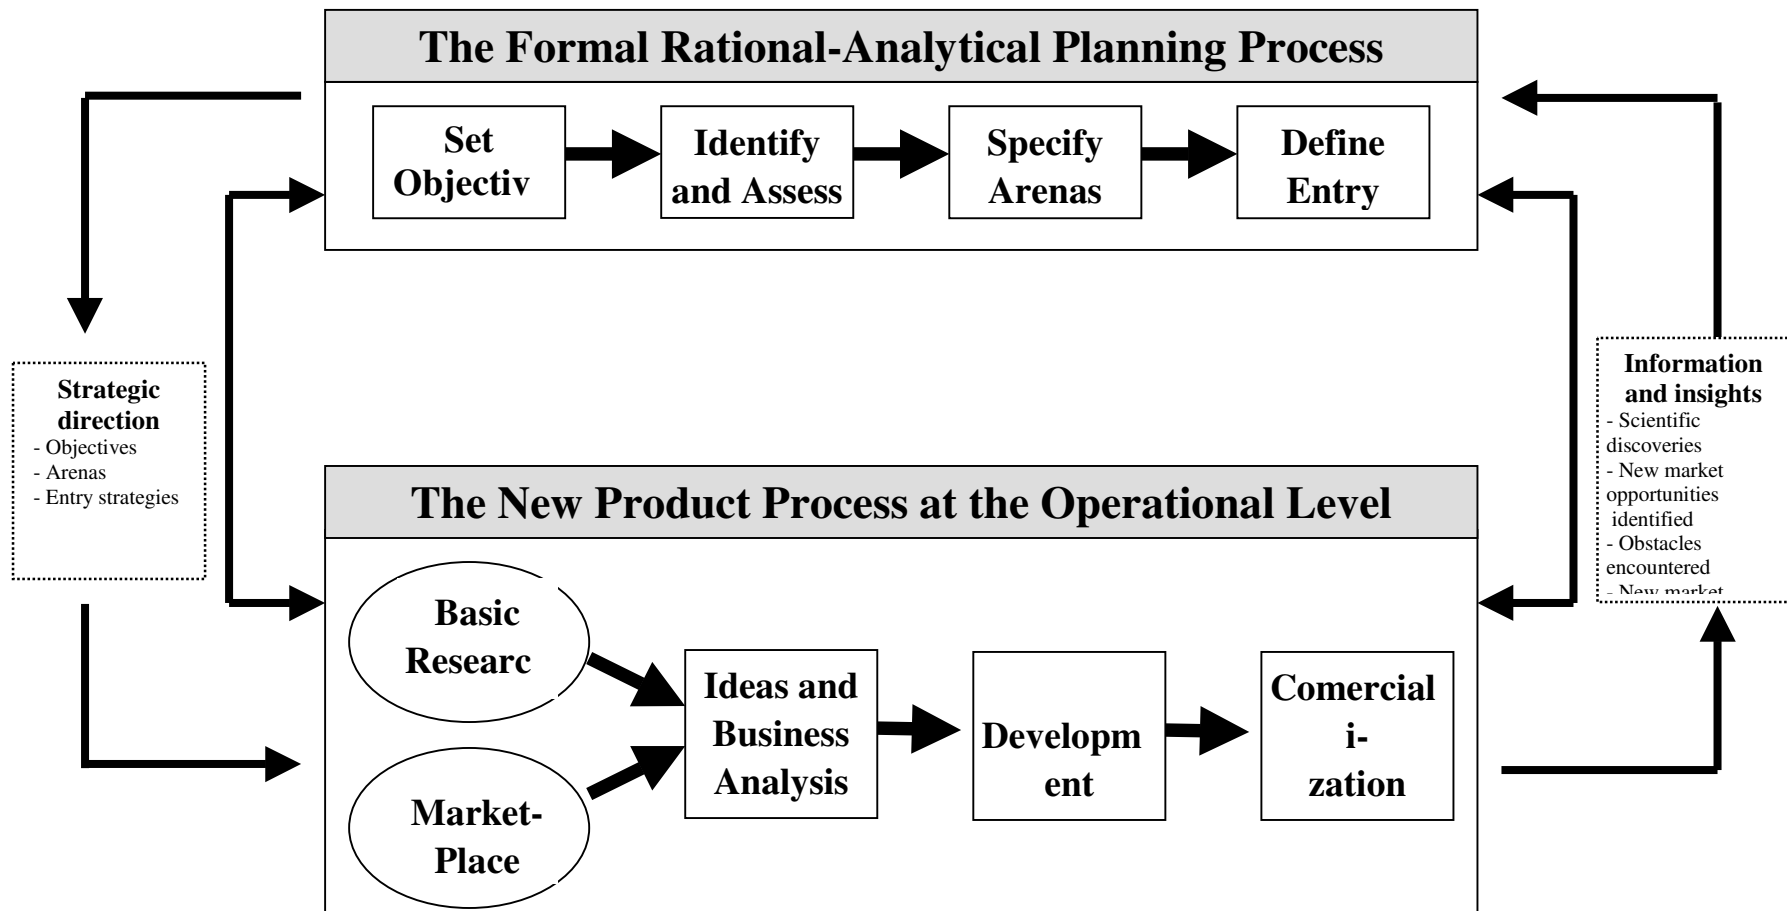 The Formal Rational-Analytical Planning Process
Set
Objectiv
Identify
and Assess
Specify
Arenas
Define
Entry
Strategic
direction
- Objectives
- Arenas
- Entry strategies
Information
and insights
- Scientific
discoveries
- New market
opportunities
identified
- Obstacles
encountered
- New market
The New Product Process at the Operational Level
Basic
Researc
Market-
Place
Ideas and
Business
Analysis
Developm
ent
Comercial
i-
zation